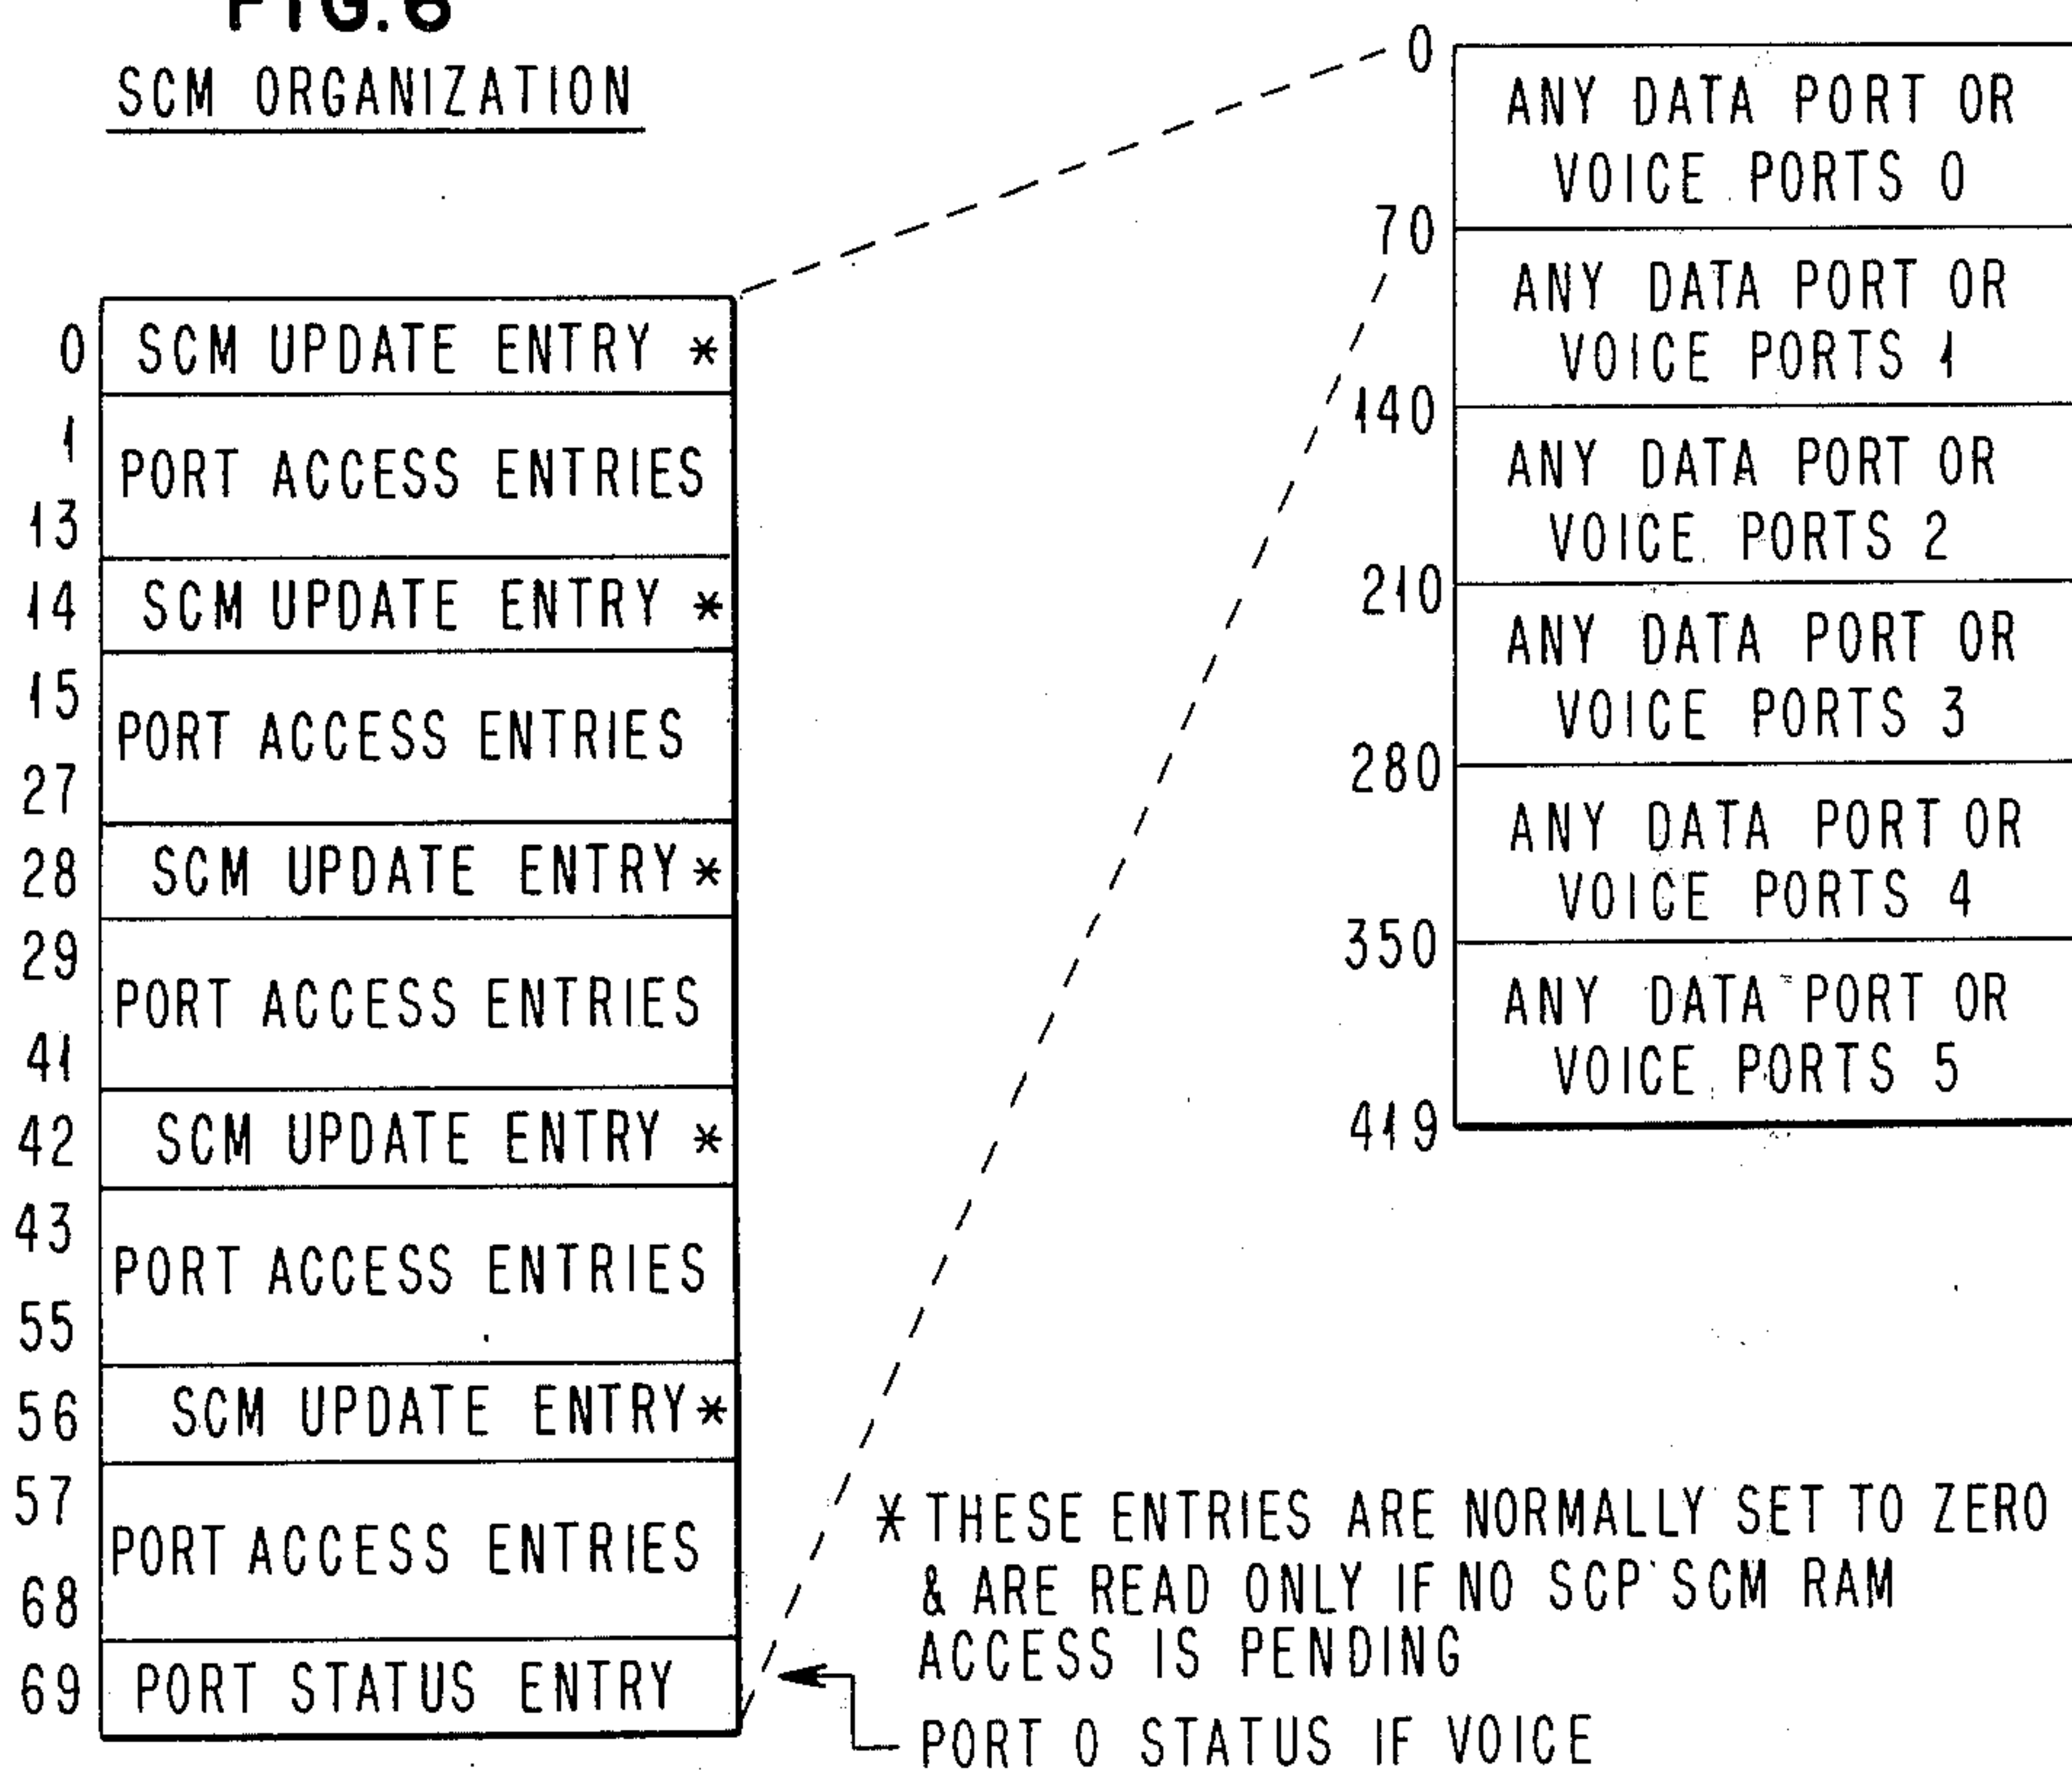 FIG.6
SCM ORGANIZATION
0 SCM UPDATE ENTRY *
1
PORT ACCESS ENTRIES
13
14 SCM UPDATE ENTRY *
15
PORT ACCESS ENTRIES
27
28 SCM UPDATE ENTRY *
29
PORT ACCESS ENTRIES
41
42 SCM UPDATE ENTRY *
43
PORT ACCESS ENTRIES
55
56 SCM UPDATE ENTRY *
57
PORT ACCESS ENTRIES
68
69 PORT STATUS ENTRY
0
ANY DATA PORT OR
VOICE PORTS 0
70
ANY DATA PORT OR
VOICE PORTS 1
140
ANY DATA PORT OR
VOICE PORTS 2
210
ANY DATA PORT OR
VOICE PORTS 3
280
ANY DATA PORT OR
VOICE PORTS 4
350
ANY DATA PORT OR
VOICE PORTS 5
419
* THESE ENTRIES ARE NORMALLY SET TO ZERO
& ARE READ ONLY IF NO SCP SCM RAM
ACCESS IS PENDING
PORT 0 STATUS IF VOICE